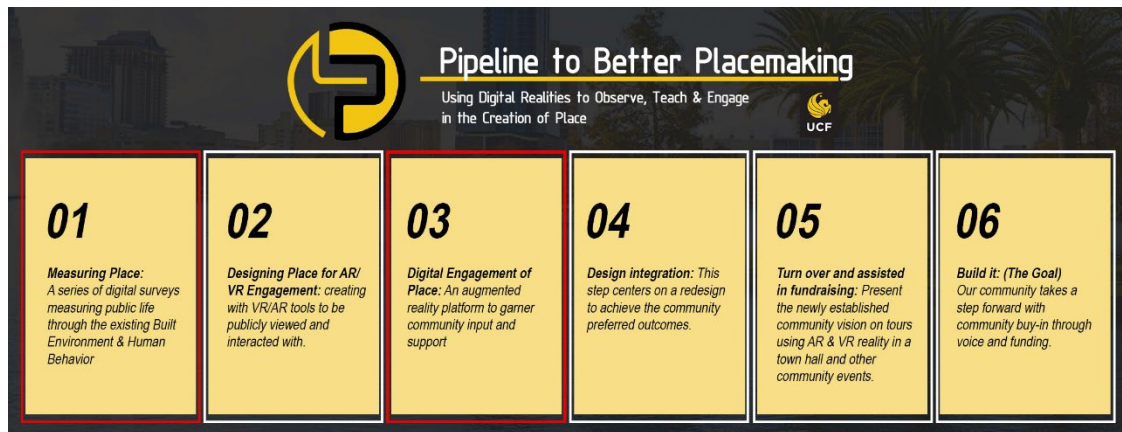 Pipeline to Better Placemaking
Using Digital Realities to Observe, Teach & Engage
in the Creation of Place
UCF
01
Measuring Place:
A series of digital surveys
measuring public life
through the existing Built
Environment & Human
Behavior
02
Designing Place for AR/
VR Engagement: creating
with VR/AR tools to be
publicly viewed and
interacted with.
03
Digital Engagement of
Place: An augmented
reality platform to garner
community input and
support
04
Design integration: This
step centers on a redesign
to achieve the community
preferred outcomes.
05
Turn over and assisted
in fundraising: Present
the newly established
community vision on tours
using AR & VR reality in a
town hall and other
community events.
06
Build it: (The Goal)
Our community takes a
step forward with
community buy-in through
voice and funding.